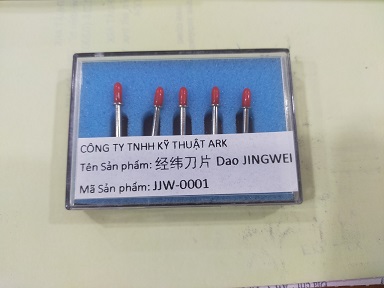 CÔNG TY TNHH KỸ THUẬT ARK
Tên Sản phẩm: 经纬刀片 Dao JINGWEI
Mã Sản phẩm: JJW-0001